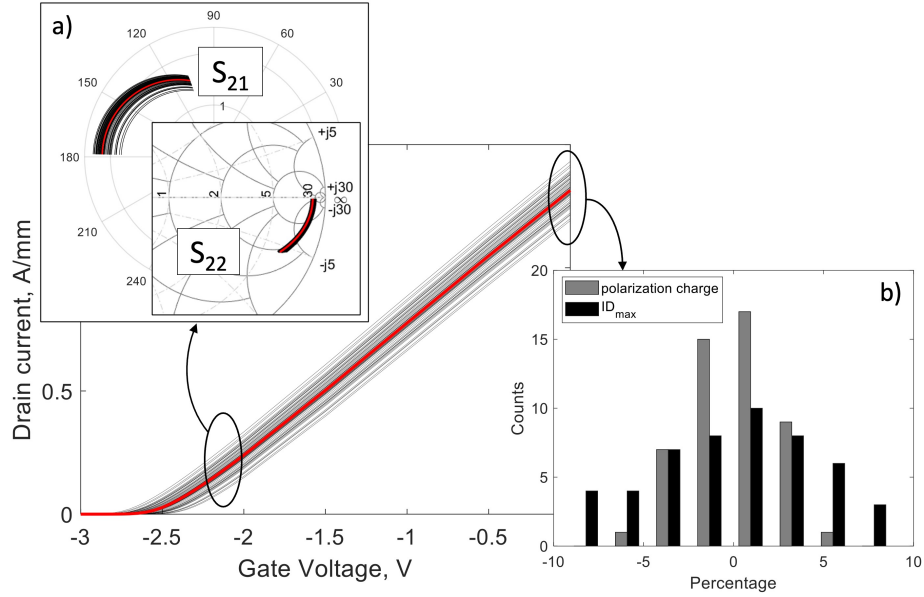 a)
90
120
60
150
30
S21
1
180
210
240
+j5
+j30
1
2
5
30
∞
-j30
-j5
S22
Drain current, A/mm
0.5
0
-3
-2.5
-2
-1.5
-1
-0.5
Gate Voltage, V
b)
polarization charge
IDmax
20
15
10
5
0
Counts
-10
-5
0
5
10
Percentage